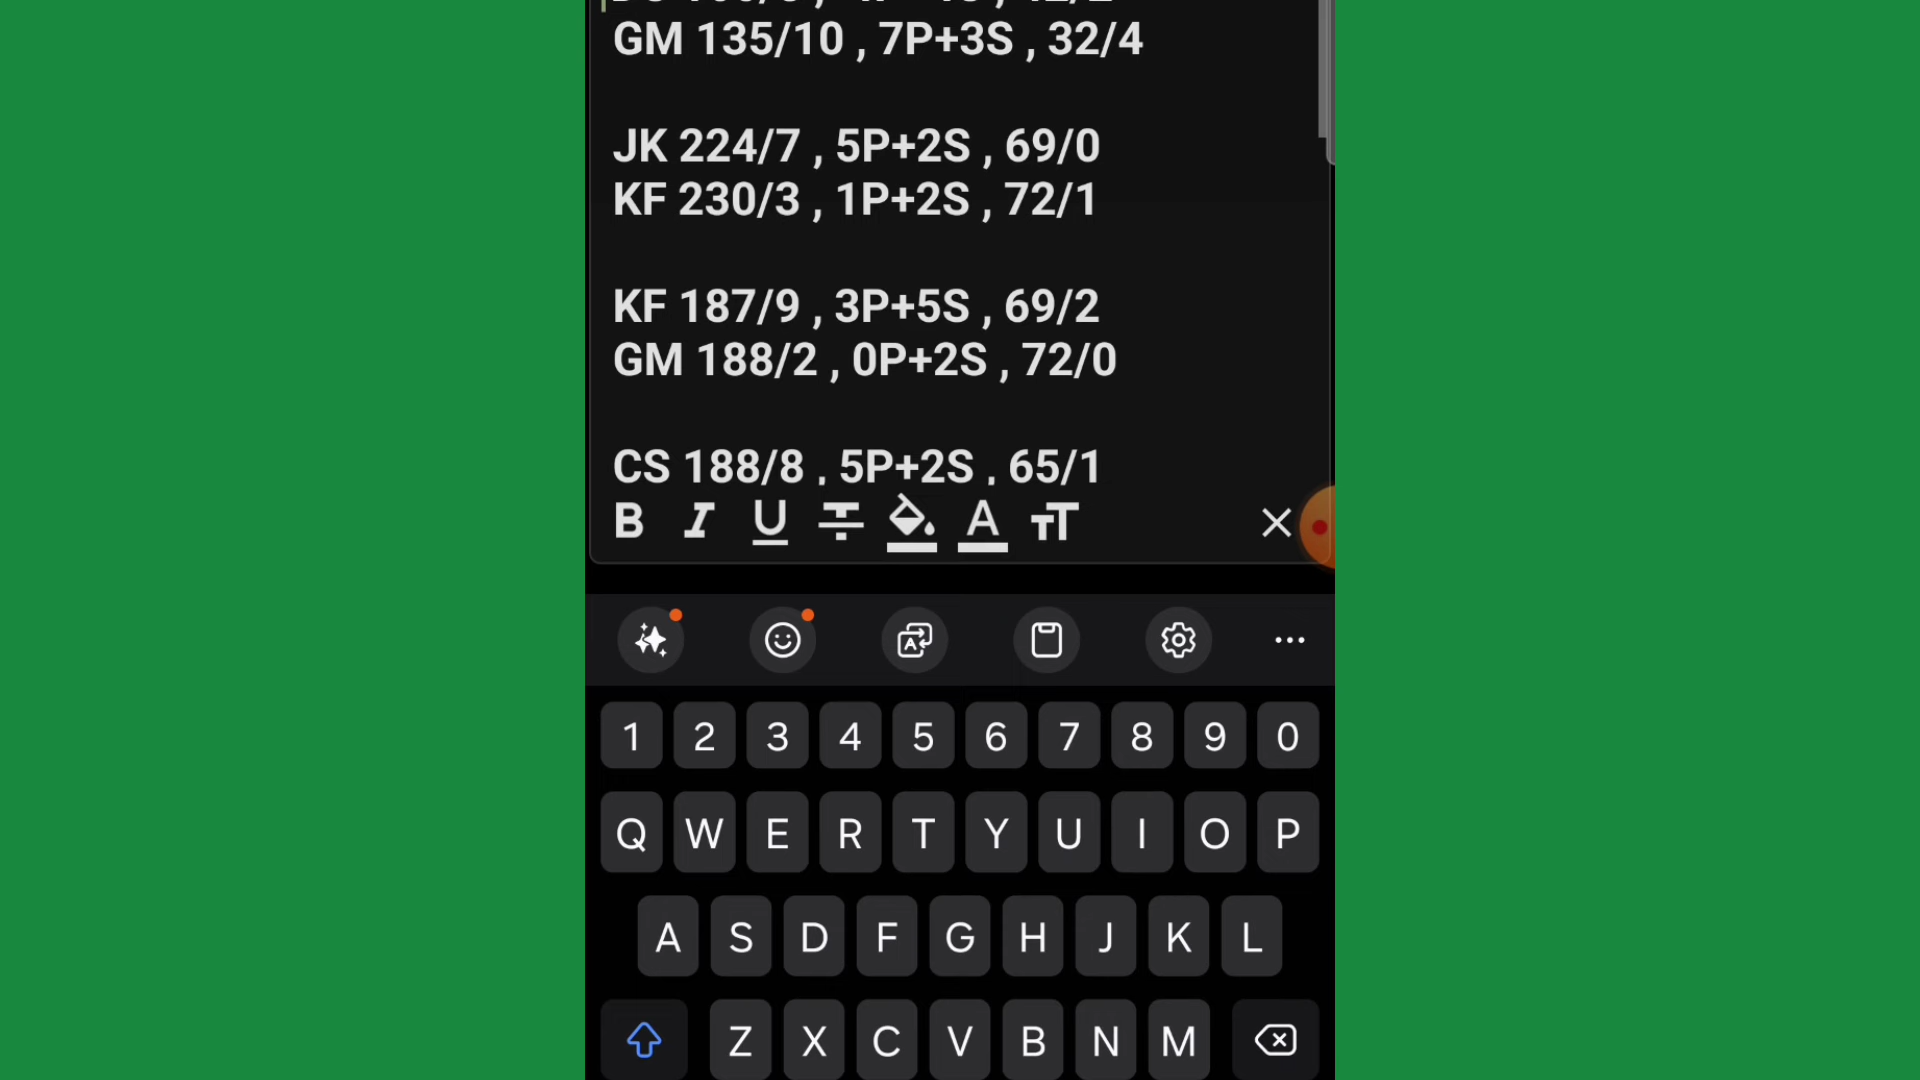 GM 135/10 , 7P+3S , 32/4
JK 224/7 , 5P+2S , 69/0
KF 230/3 , 1P+2S , 72/1
KF 187/9 , 3P+5S , 69/2
GM 188/2 , 0P+2S , 72/0
CS 188/8 , 5P+2S , 65/1
B I U T A TT
1 2 3 4 5 6 7 8 9 0
Q W E R T Y U I O P
A S D F G H J K L
Z X C V B N M